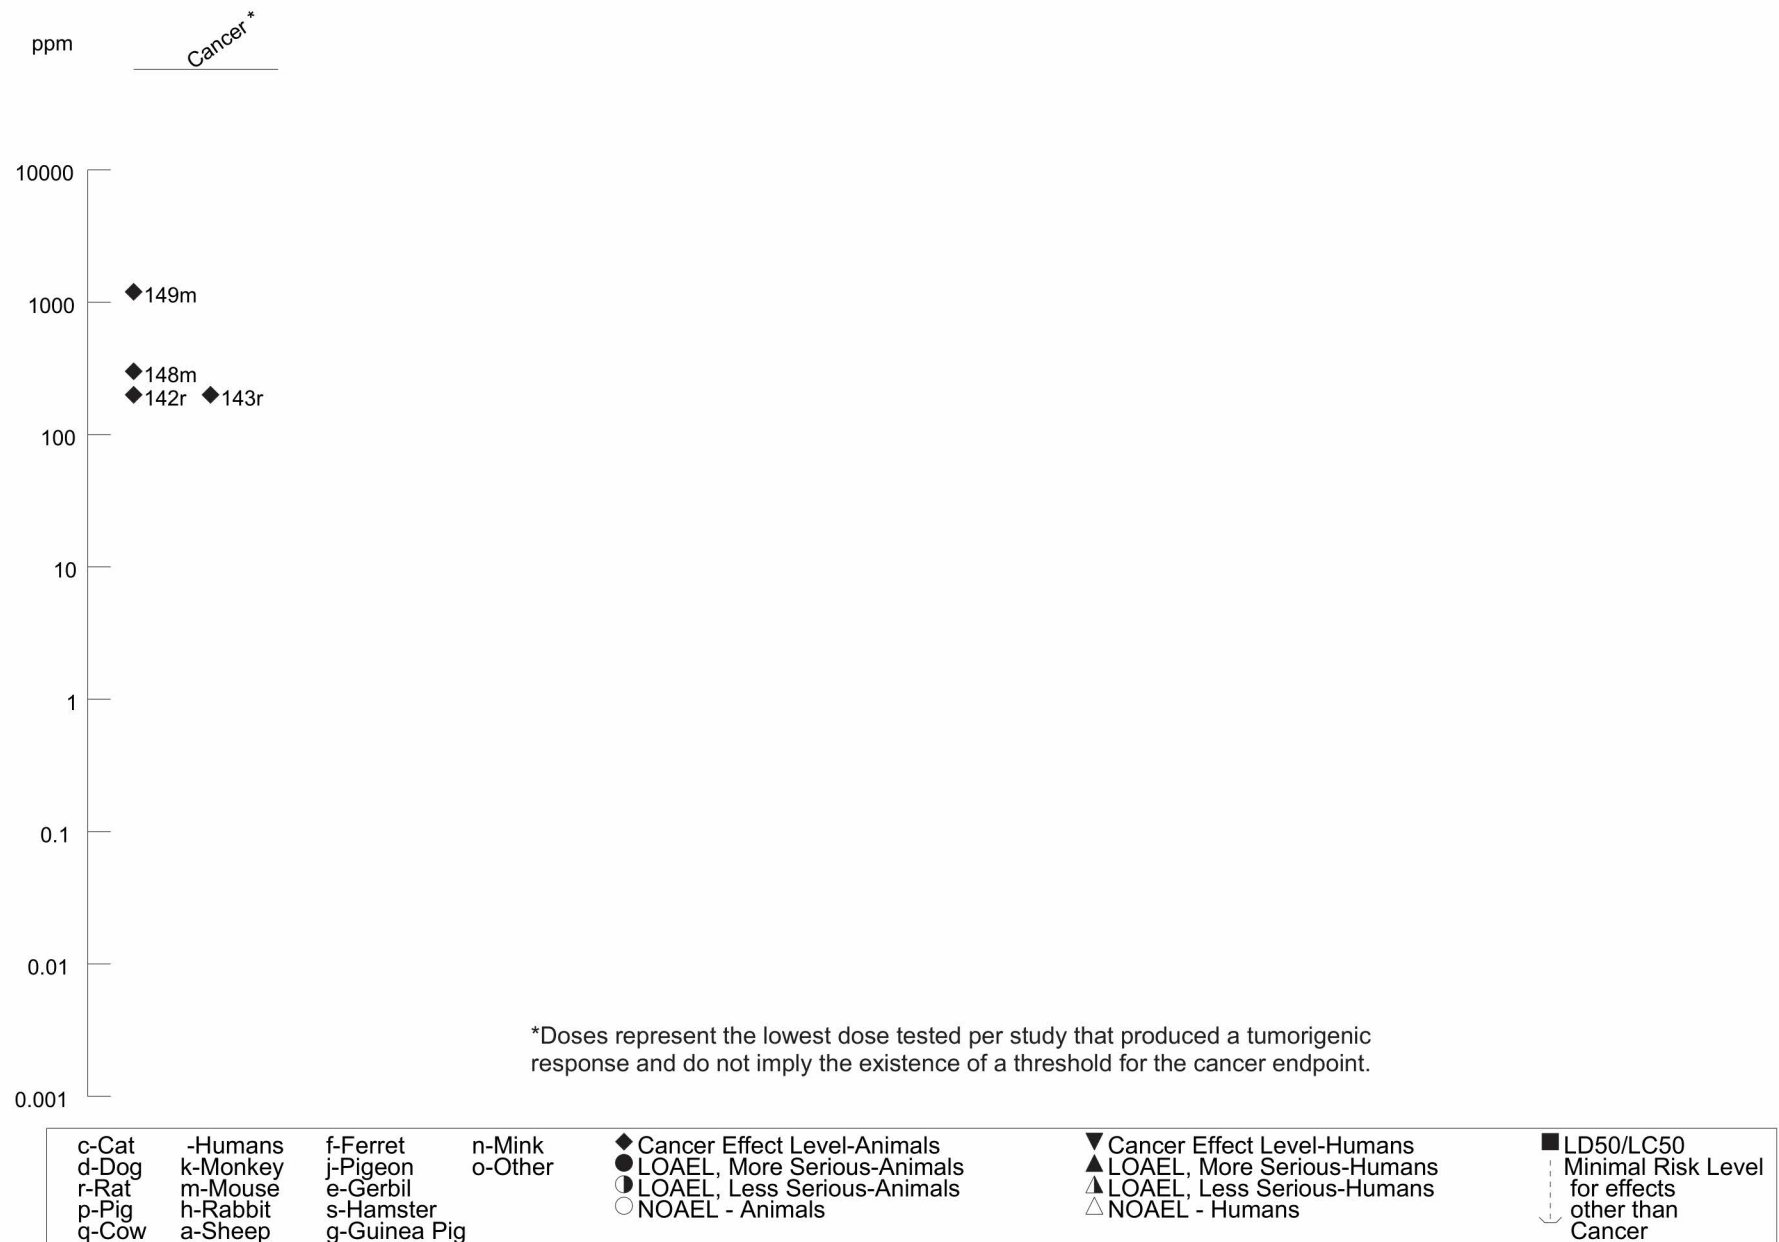 ppm
Cancer *
10000
1000
100
10
1
0.1
0.01
0.001
149m
148m
142r
143r
*Doses represent the lowest dose tested per study that produced a tumorigenic
response and do not imply the existence of a threshold for the cancer endpoint.
c-Cat -Humans f-Ferret n-Mink
d-Dog k-Monkey j-Pigeon o-Other
r-Rat m-Mouse e-Gerbil
p-Pig h-Rabbit s-Hamster
q-Cow a-Sheep g-Guinea Pig
Cancer Effect Level-Animals
LOAEL, More Serious-Animals
LOAEL, Less Serious-Animals
NOAEL - Animals
Cancer Effect Level-Humans
LOAEL, More Serious-Humans
LOAEL, Less Serious-Humans
NOAEL - Humans
LD50/LC50
Minimal Risk Level
for effects
other than
Cancer